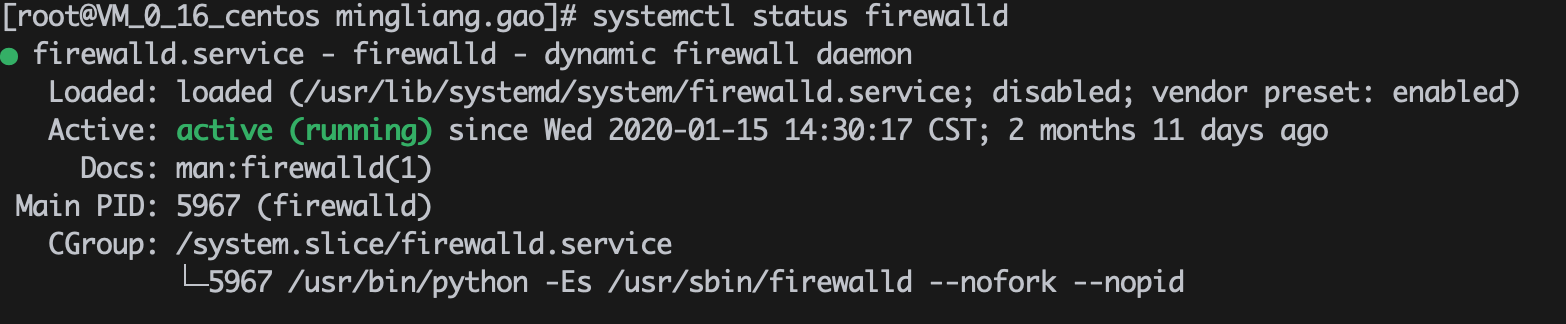 [root@VM_0_16_centos mingliang.gao]# systemctl status firewalld
● firewalld.service - firewalld - dynamic firewall daemon
Loaded: loaded (/usr/lib/systemd/system/firewalld.service; disabled; vendor preset: enabled)
Active: active (running) since Wed 2020-01-15 14:30:17 CST; 2 months 11 days ago
Docs: man:firewalld(1)
Main PID: 5967 (firewalld)
CGroup: /system.slice/firewalld.service
└─5967 /usr/bin/python -Es /usr/sbin/firewalld --nofork --nopid